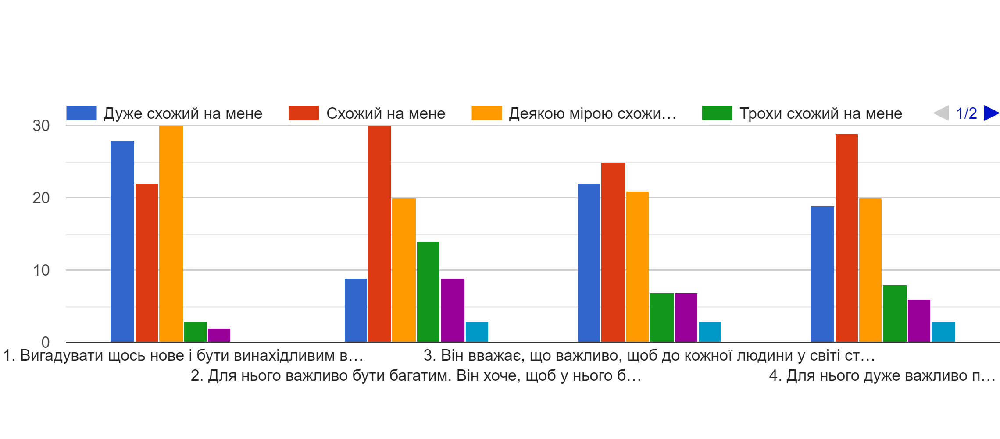 Дуже схожий на мене
Схожий на мене
Деякою мірою схожи…
Трохи схожий на мене
1/2
30
20
10
0
1. Вигадувати щось нове і бути винахідливим в…
3. Він вважає, що важливо, щоб до кожної людини у світі ст…
2. Для нього важливо бути багатим. Він хоче, щоб у нього б…
4. Для нього дуже важливо п…